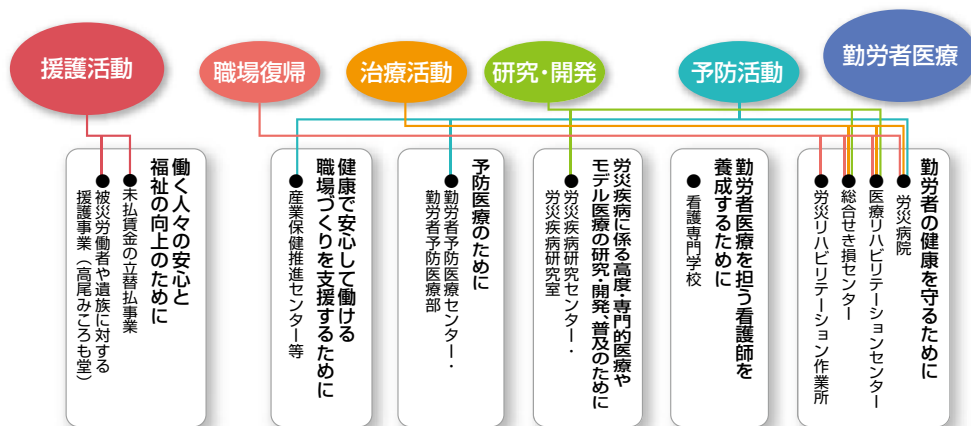 援護活動
職場復帰
治療活動
研究・開発
予防活動
勤労者医療
勤労者の健康を守るために
●労災病院
●医療リハビリテーションセンター
●総合せき損センター
●労災リハビリテーション作業所
勤労者医療を担う看護師を
養成するために
●看護専門学校
労災疾病に係る高度・専門的医療や
モデル医療の研究・開発、普及のために
●労災疾病研究センター・
労災疾病研究室
予防医療のために
●勤労者予防医療センター・
勤労者予防医療部
健康で安心して働ける
職場づくりを支援するために
●産業保健推進センター等
働く人々の安心と
福祉の向上のために
●未払賃金の立替払事業
●被災労働者や遺族に対する
援護事業（高尾みころも堂）